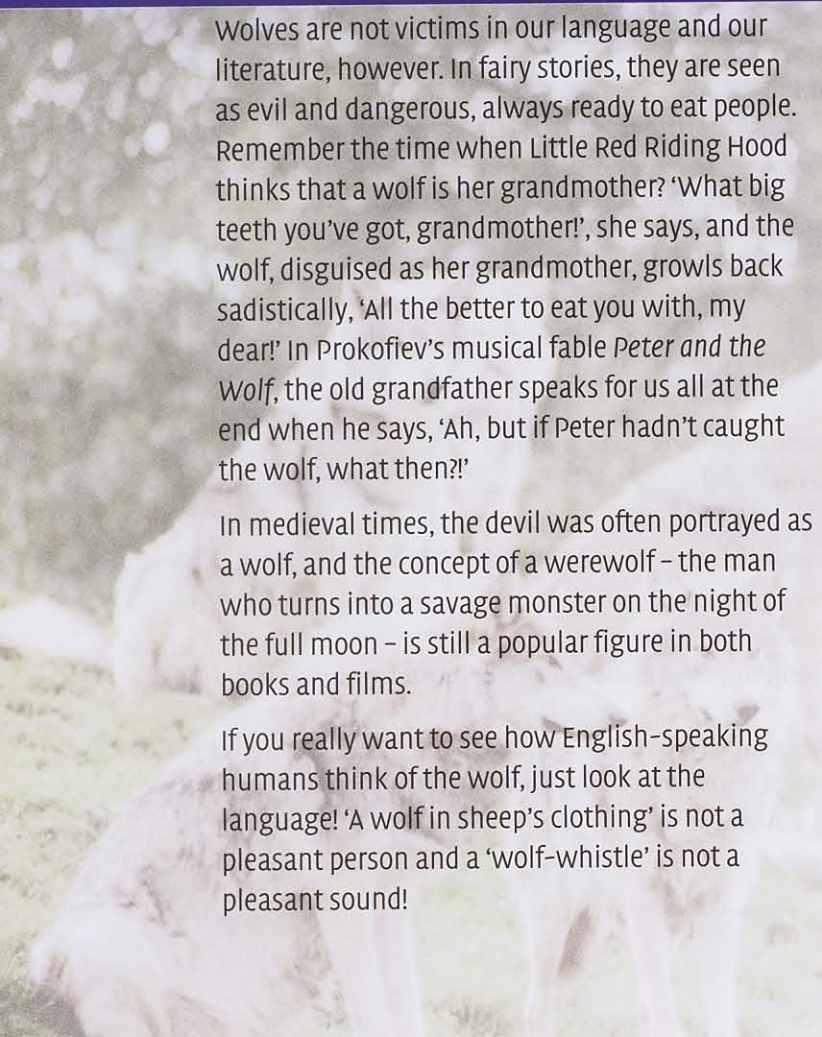 Wolves are not victims in our language and our
literature, however. In fairy stories, they are seen
as evil and dangerous, always ready to eat people.
Remember the time when Little Red Riding Hood
thinks that a wolf is her grandmother? ‘What big
teeth you’ve got, grandmother!’, she says, and the
wolf, disguised as her grandmother, growls back
sadistically, ‘All the better to eat you with, my
dear!’ In Prokofiev’s musical fable Peter and the
Wolf, the old grandfather speaks for us all at the
end when he says, ‘Ah, but if Peter hadn’t caught
the wolf, what then?!’
In medieval times, the devil was often portrayed as
a wolf, and the concept of a werewolf – the man
who turns into a savage monster on the night of
the full moon – is still a popular figure in both
books and films.
If you really want to see how English-speaking
humans think of the wolf, just look at the
language! ‘A wolf in sheep’s clothing’ is not a
pleasant person and a ‘wolf-whistle’ is not a
pleasant sound!